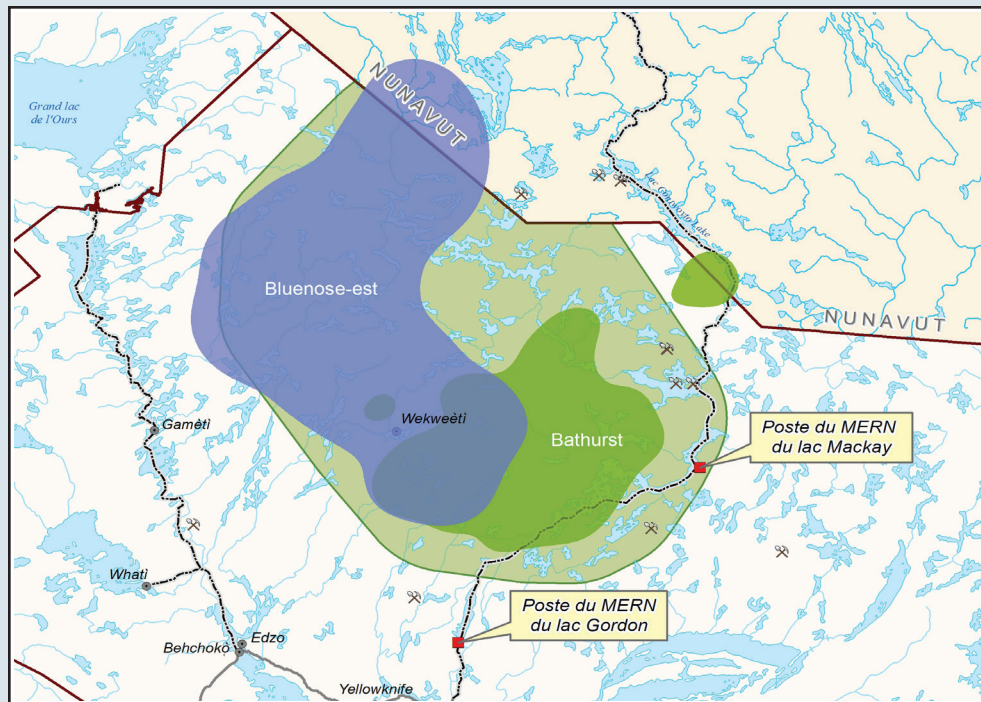 Grand lac
de l'Ours
NUNAVUT
Bluenose-est
NUNAVUT
Wekweètì
Gamètì
Bathurst
Poste du MERN
du lac Mackay
Whatì
Poste du MERN
du lac Gordon
Edzo
Behchokǫ̀
Yellowknife